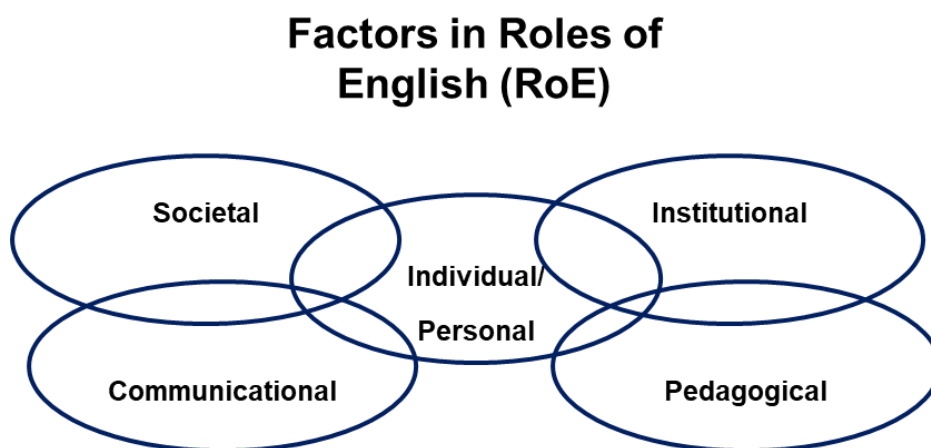 Factors in Roles of
English (RoE)
Societal
Institutional
Individual/
Personal
Communicational
Pedagogical